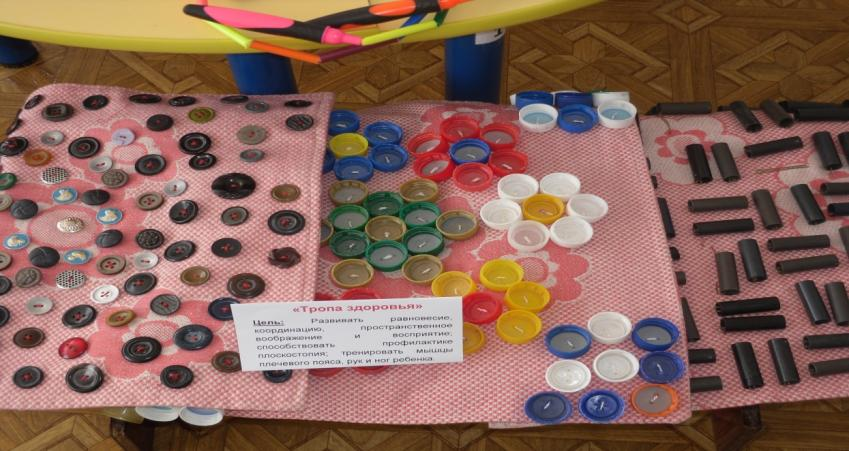 «Тропа здоровья»
Цель: Развивать равновесие,
координацию, пространственное
воображение и восприятие;
способствовать профилактике
плоскостопия; тренировать мышцы
плечевого пояса, рук и ног ребенка.